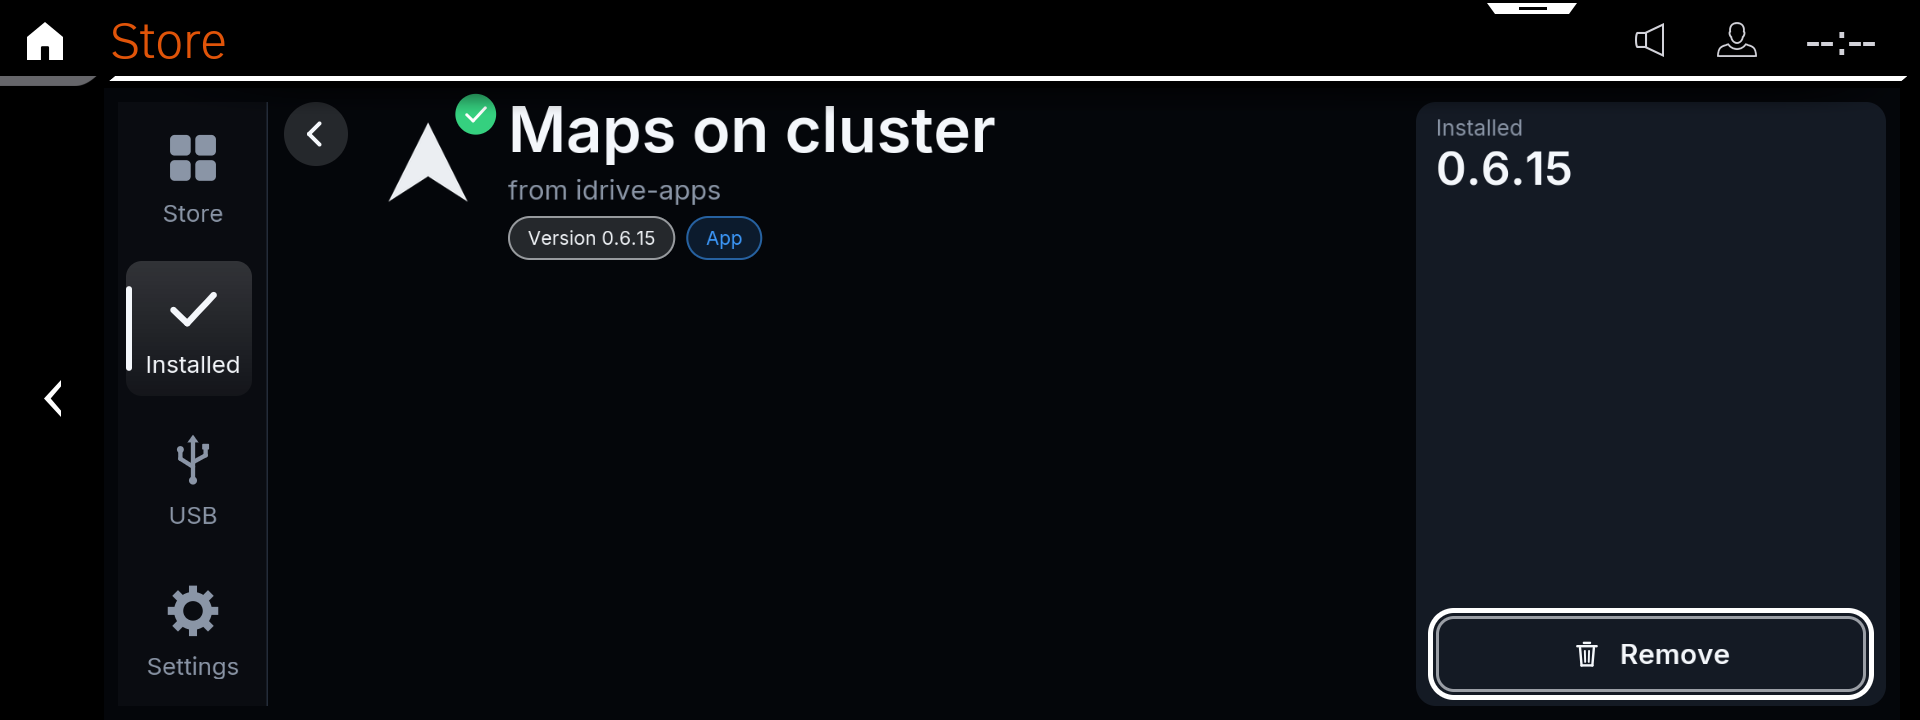 Store
--:--
Store
Installed
USB
Settings
Maps on cluster
from idrive-apps
Version 0.6.15
App
Installed
0.6.15
Remove